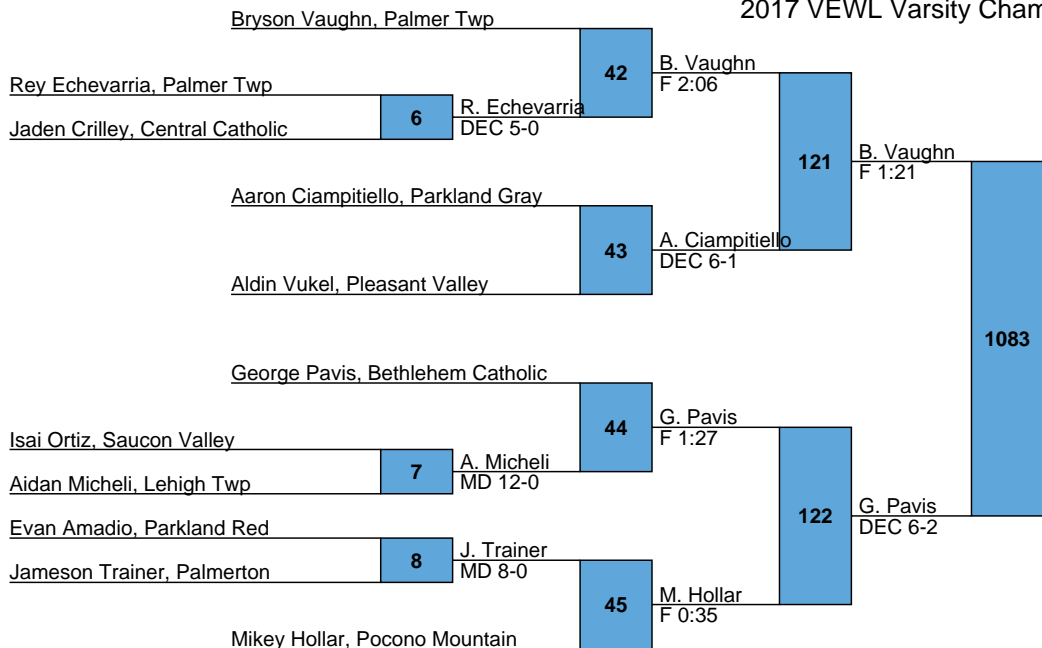 2017 VEWL Varsity Cham
Bryson Vaughn, Palmer Twp
42
B. Vaughn
F 2:06
Rey Echevarria, Palmer Twp
6
R. Echevarria
DEC 5-0
Jaden Crilley, Central Catholic
121
B. Vaughn
F 1:21
Aaron Ciampitiello, Parkland Gray
43
A. Ciampitiello
DEC 6-1
Aldin Vukel, Pleasant Valley
1083
George Pavis, Bethlehem Catholic
44
G. Pavis
F 1:27
Isai Ortiz, Saucon Valley
7
A. Micheli
MD 12-0
Aidan Micheli, Lehigh Twp
122
G. Pavis
DEC 6-2
Evan Amadio, Parkland Red
8
J. Trainer
MD 8-0
Jameson Trainer, Palmerton
45
M. Hollar
F 0:35
Mikey Hollar, Pocono Mountain